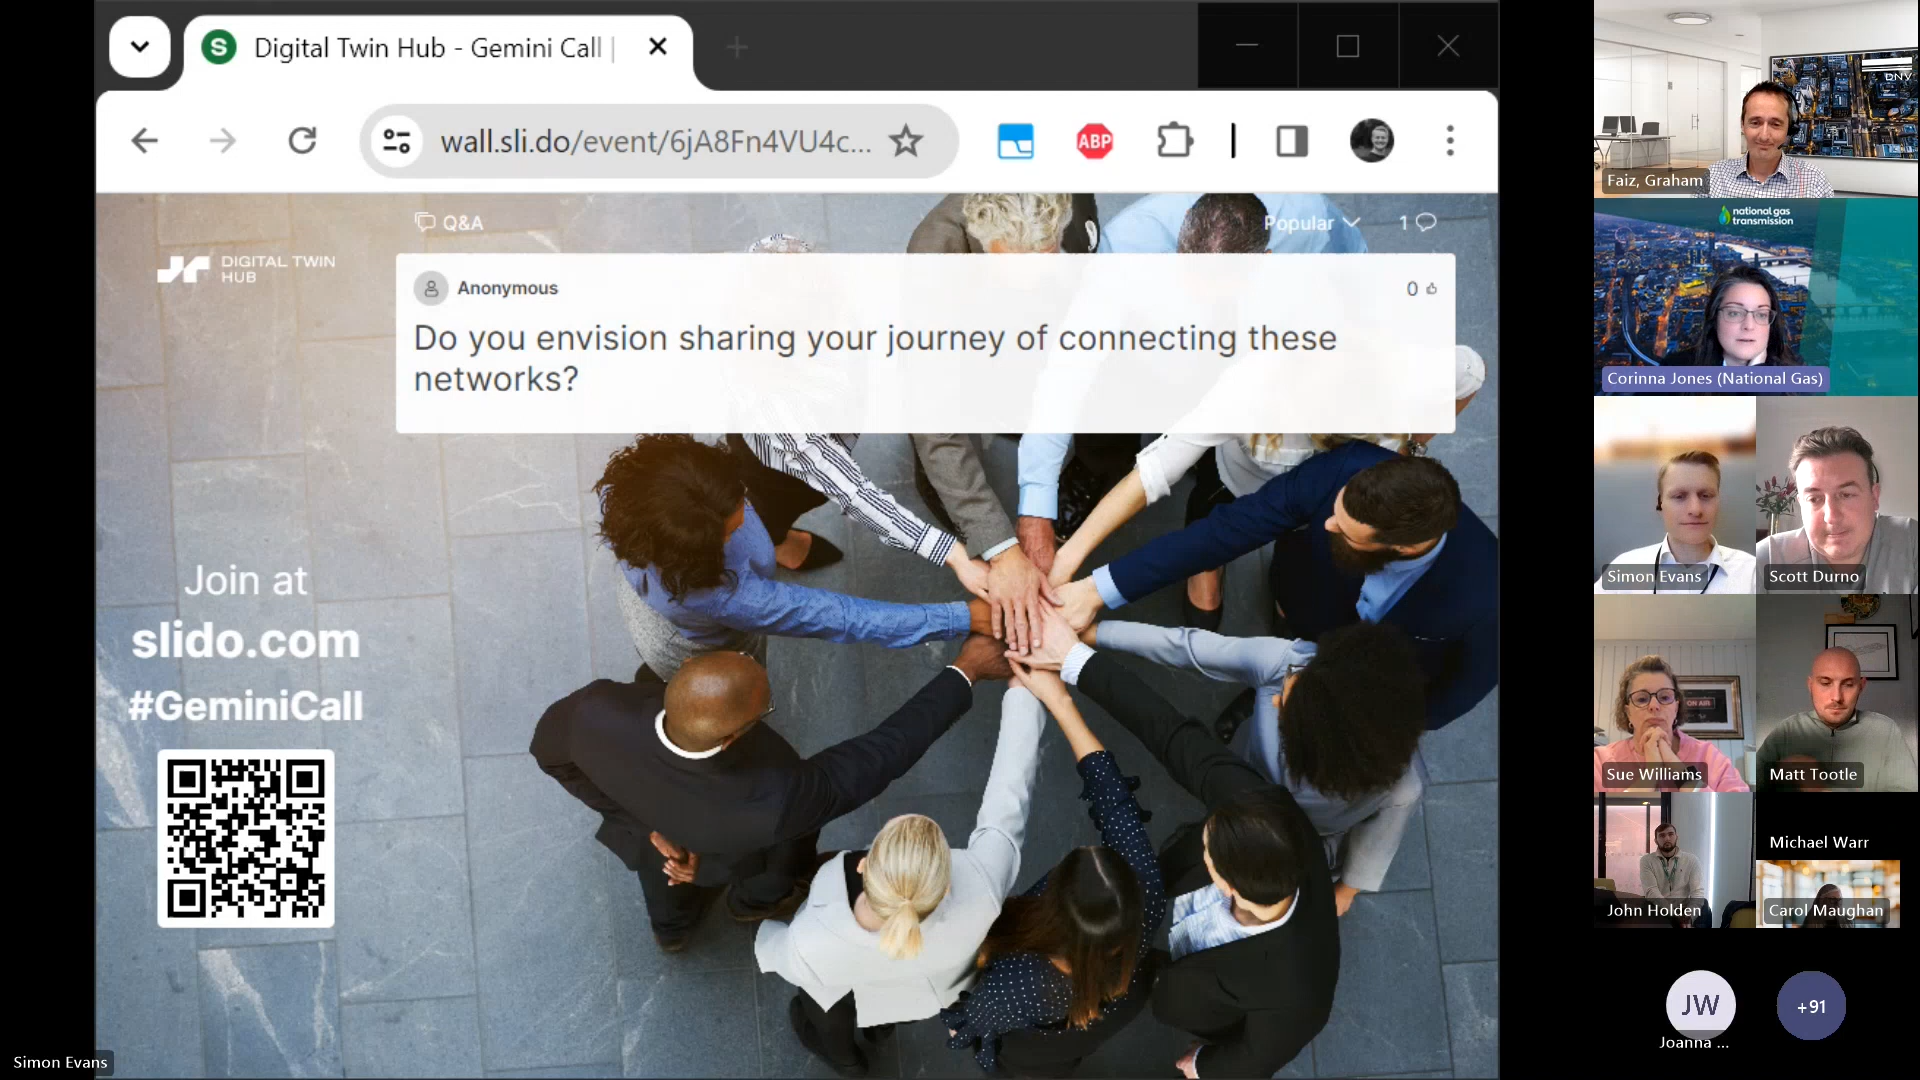 Digital Twin Hub - Gemini Call |
wall.sli.do/event/6jA8Fn4VU4c...
ABP
Q&A
Popular
1
DIGITAL TWIN
HUB
Anonymous
0
Do you envision sharing your journey of connecting these
networks?
Join at
slido.com
#GeminiCall
Simon Evans
DNV
Faiz, Graham
national gas
transmission
Corinna Jones (National Gas)
Simon Evans
Scott Durno
ON AIR
Sue Williams
Matt Tootle
John Holden
Michael Warr
Carol Maughan
JW
Joanna ...
+91